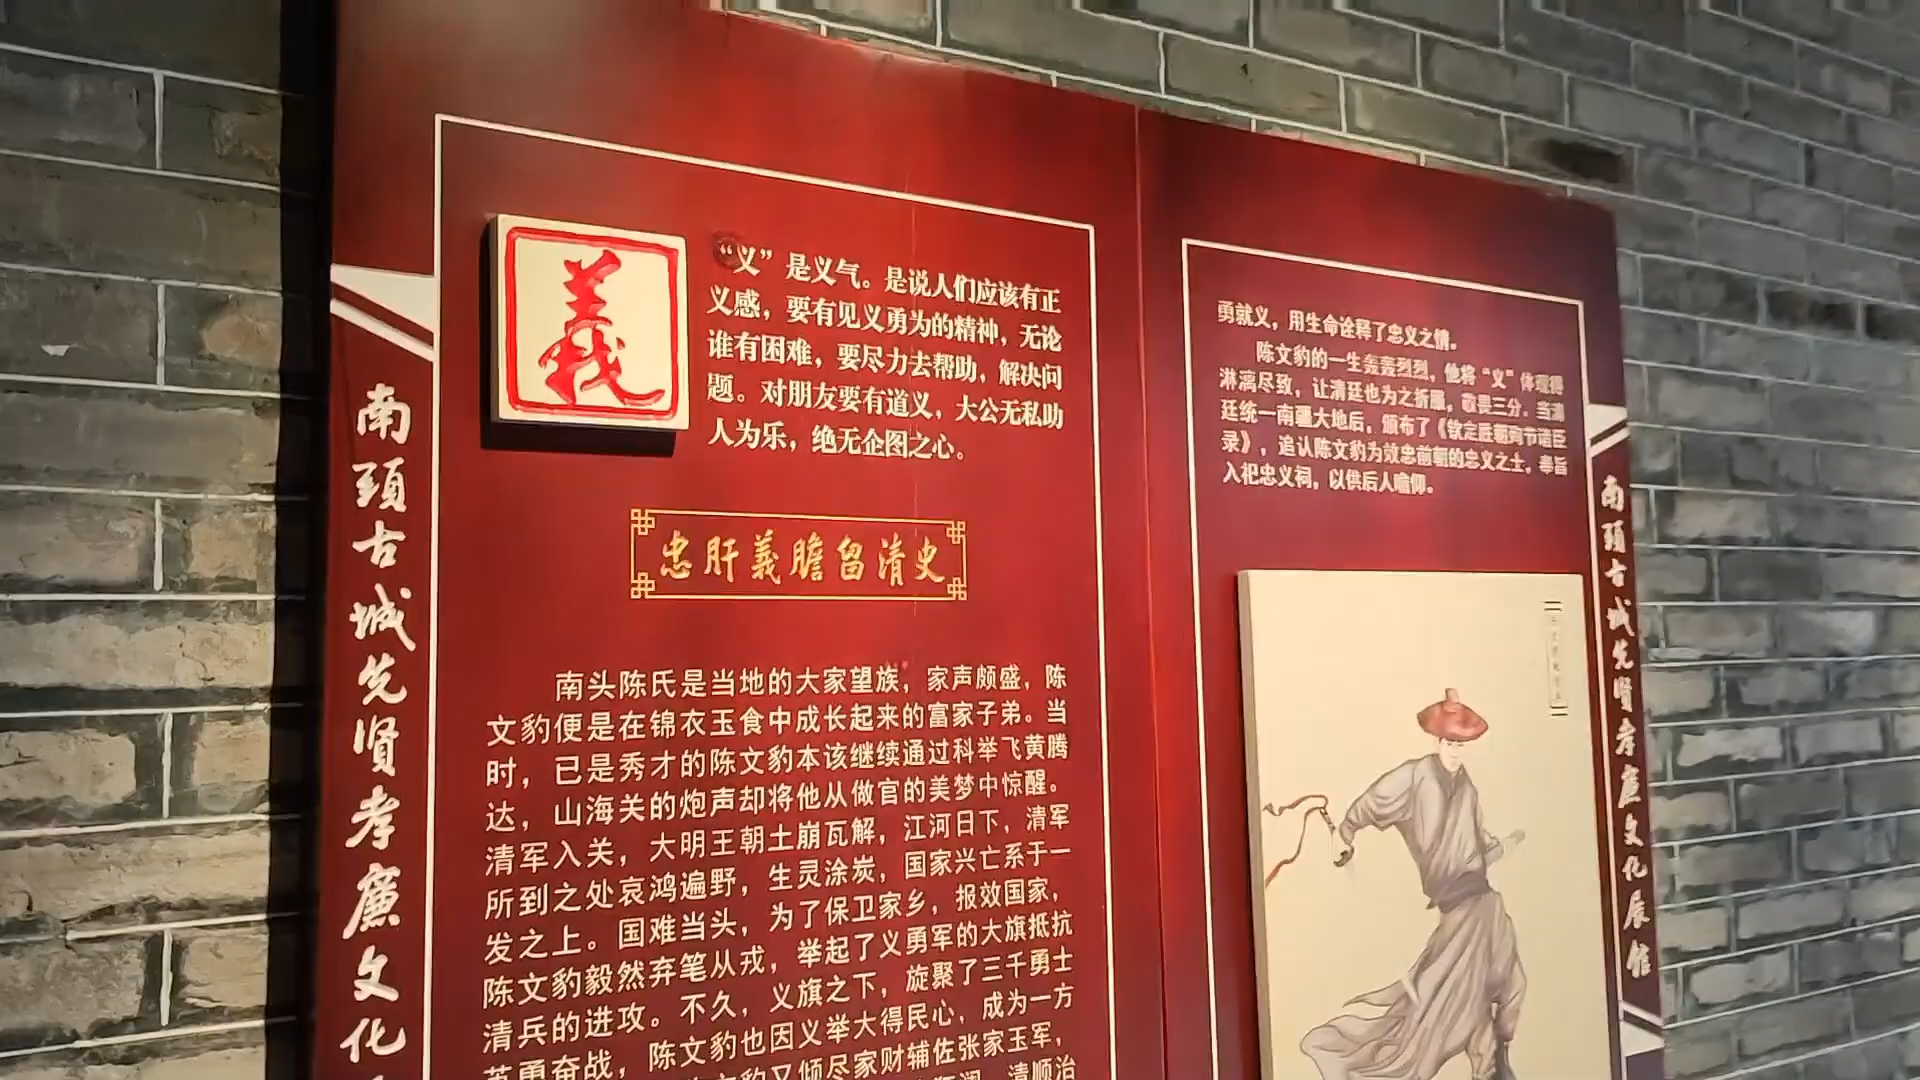 義
“义”是义气。是说人们应该有正
义感，要有见义勇为的精神，无论
谁有困难，要尽力去帮助，解决问
题。对朋友要有道义，大公无私助
人为乐，绝无企图之心。
忠肝義膽留清史
南头陈氏是当地的大家望族，家声颇盛，陈
文豹便是在锦衣玉食中成长起来的富家子弟。当
时，已是秀才的陈文豹本该继续通过科举飞黄腾
达，山海关的炮声却将他从做官的美梦中惊醒。
清军入关，大明王朝土崩瓦解，江河日下，清军
所到之处哀鸿遍野，生灵涂炭，国家兴亡系于一
发之上。国难当头，为了保卫家乡，报效国家，
陈文豹毅然弃笔从戎，举起了义勇军的大旗抵抗
清兵的进攻。不久，义旗之下，旋聚了三千勇士
英勇奋战，陈文豹也因义举大得民心，成为一方
又倾尽家财辅佐张家玉军，
清顺治
勇就义，用生命诠释了忠义之情。
陈文豹的一生轰轰烈烈，他将“义”体现得
淋漓尽致，让清廷也为之折服，敬畏三分。当清
廷统一南疆大地后，颁布了《钦定胜朝殉节诸臣
录》，追认陈文豹为效忠前朝的忠义之士，奉旨
入祀忠义祠，以供后人瞻仰。
南頭古城先贤孝廉文化
南頭古城先贤孝廉文化展館